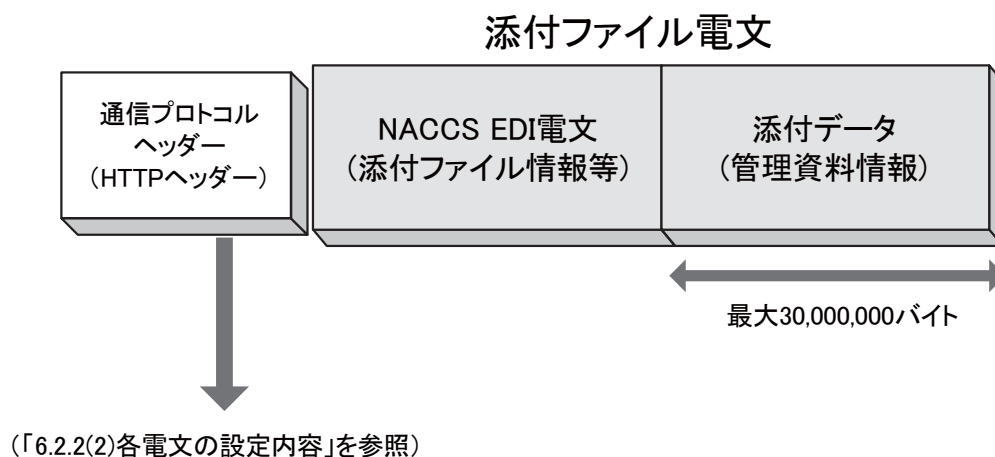 添付ファイル電文
通信プロトコル
ヘッダー
(HTTPヘッダー)
NACCS EDI電文
(添付ファイル情報等)
添付データ
(管理資料情報)
最大30,000,000バイト
(「6.2.2(2)各電文の設定内容」を参照)